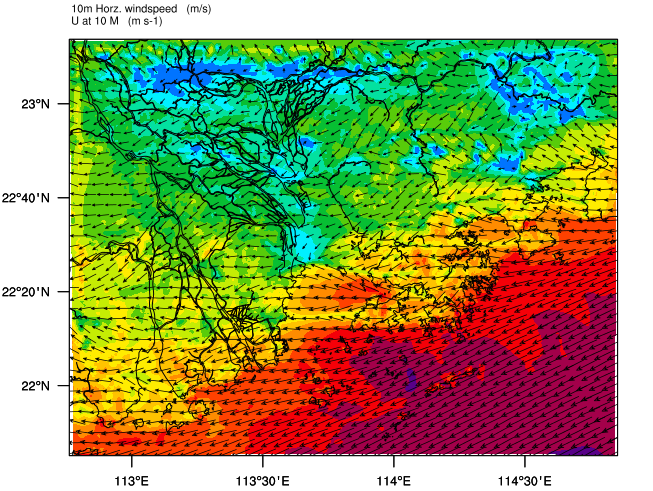 10m Horz. windspeed (m/s)
U at 10 M (m s-1)
23°N
22°40'N
22°20'N
22°N
113°E
113°30'E
114°E
114°30'E